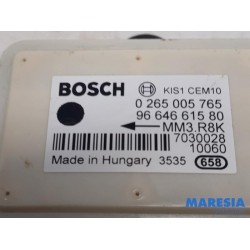 BOSCH KIS1 CEM10
0 265 005 765
96 646 615 80
MM3.R8K
7030028
10060
Made in Hungary 3535 658
MARESIA